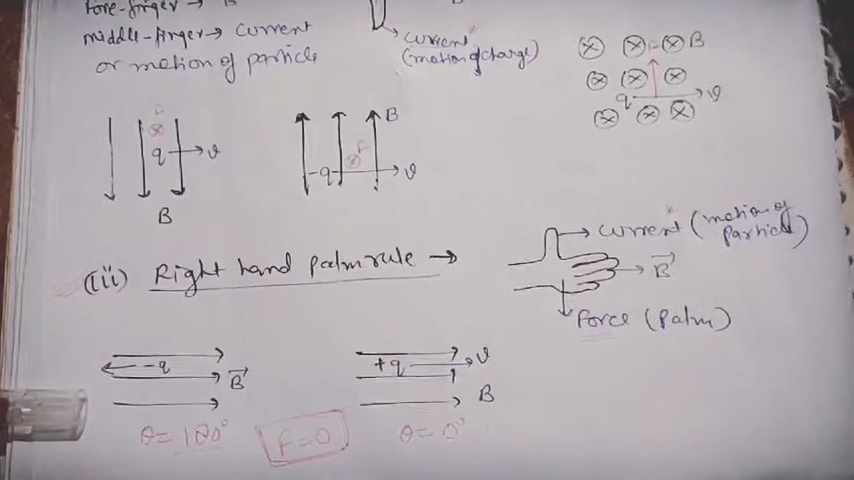 Fore-finger → B
middle-finger → Current
or motion of particle
current
(motion of charge)
B
q
v
F
q → v
B
B
F
-q
v
(ii) Right hand palm rule →
Current (motion of
particle)
B
Force (Palm)
-q
B
θ = 180°
F = 0
+q
v
B
θ = 0°